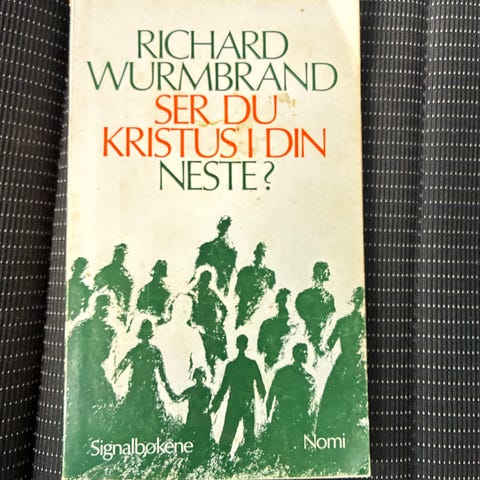 RICHARD
WURMBRAND
SER DU
KRISTUS I DIN
NESTE?
Signalbøkene
Nomi